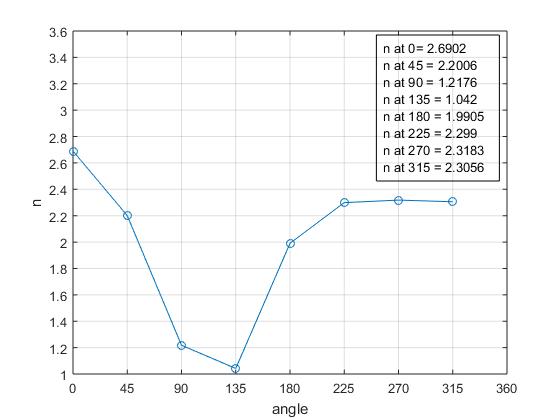 3.6
3.4
3.2
3
2.8
2.6
2.4
2.2
2
1.8
1.6
1.4
1.2
1
n
n at 0= 2.6902
n at 45 = 2.2006
n at 90 = 1.2176
n at 135 = 1.042
n at 180 = 1.9905
n at 225 = 2.299
n at 270 = 2.3183
n at 315 = 2.3056
0 45 90 135 180 225 270 315 360
angle